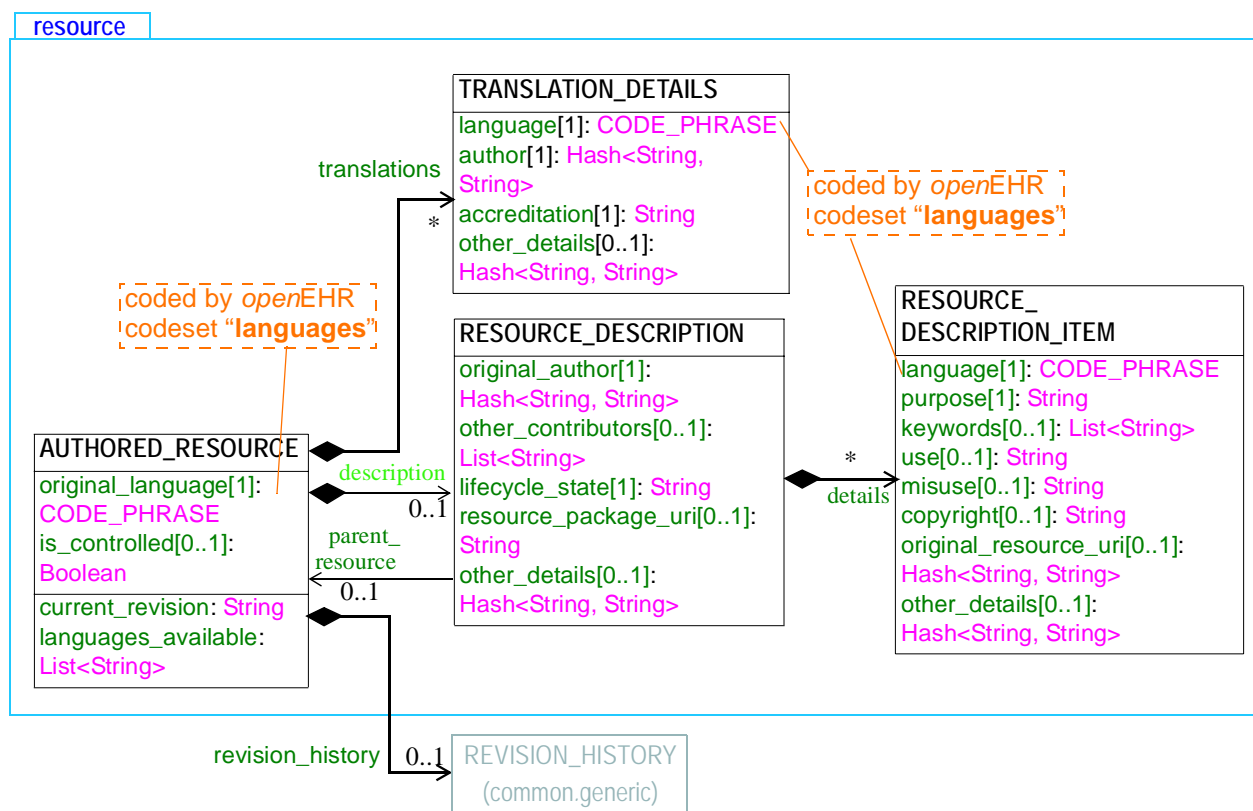 resource
TRANSLATION_DETAILS
language[1]: CODE_PHRASE
author[1]: Hash<String,
String>
accreditation[1]: String
other_details[0..1]:
Hash<String, String>
translations
*
coded by openEHR
codeset “languages”
coded by openEHR
codeset “languages”
RESOURCE_DESCRIPTION
original_author[1]:
Hash<String, String>
other_contributors[0..1]:
List<String>
lifecycle_state[1]: String
resource_package_uri[0..1]:
String
other_details[0..1]:
Hash<String, String>
RESOURCE_
DESCRIPTION_ITEM
language[1]: CODE_PHRASE
purpose[1]: String
keywords[0..1]: List<String>
use[0..1]: String
misuse[0..1]: String
copyright[0..1]: String
original_resource_uri[0..1]:
Hash<String, String>
other_details[0..1]:
Hash<String, String>
*
details
AUTHORED_RESOURCE
original_language[1]:
CODE_PHRASE
is_controlled[0..1]:
Boolean
current_revision: String
languages_available:
List<String>
description
0..1
parent_
resource
0..1
revision_history
0..1
REVISION_HISTORY
(common.generic)